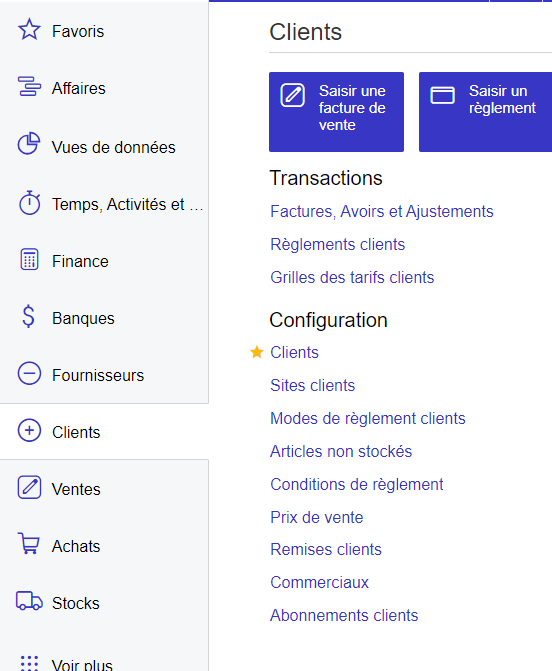 Favoris
Affaires
Vues de données
Temps, Activités et ...
Finance
Banques
Fournisseurs
Clients
Ventes
Achats
Stocks
Voir plus
Clients
Saisir une
facture de
vente
Saisir un
règlement
Transactions
Factures, Avoirs et Ajustements
Règlements clients
Grilles des tarifs clients
Configuration
Clients
Sites clients
Modes de règlement clients
Articles non stockés
Conditions de règlement
Prix de vente
Remises clients
Commerciaux
Abonnements clients